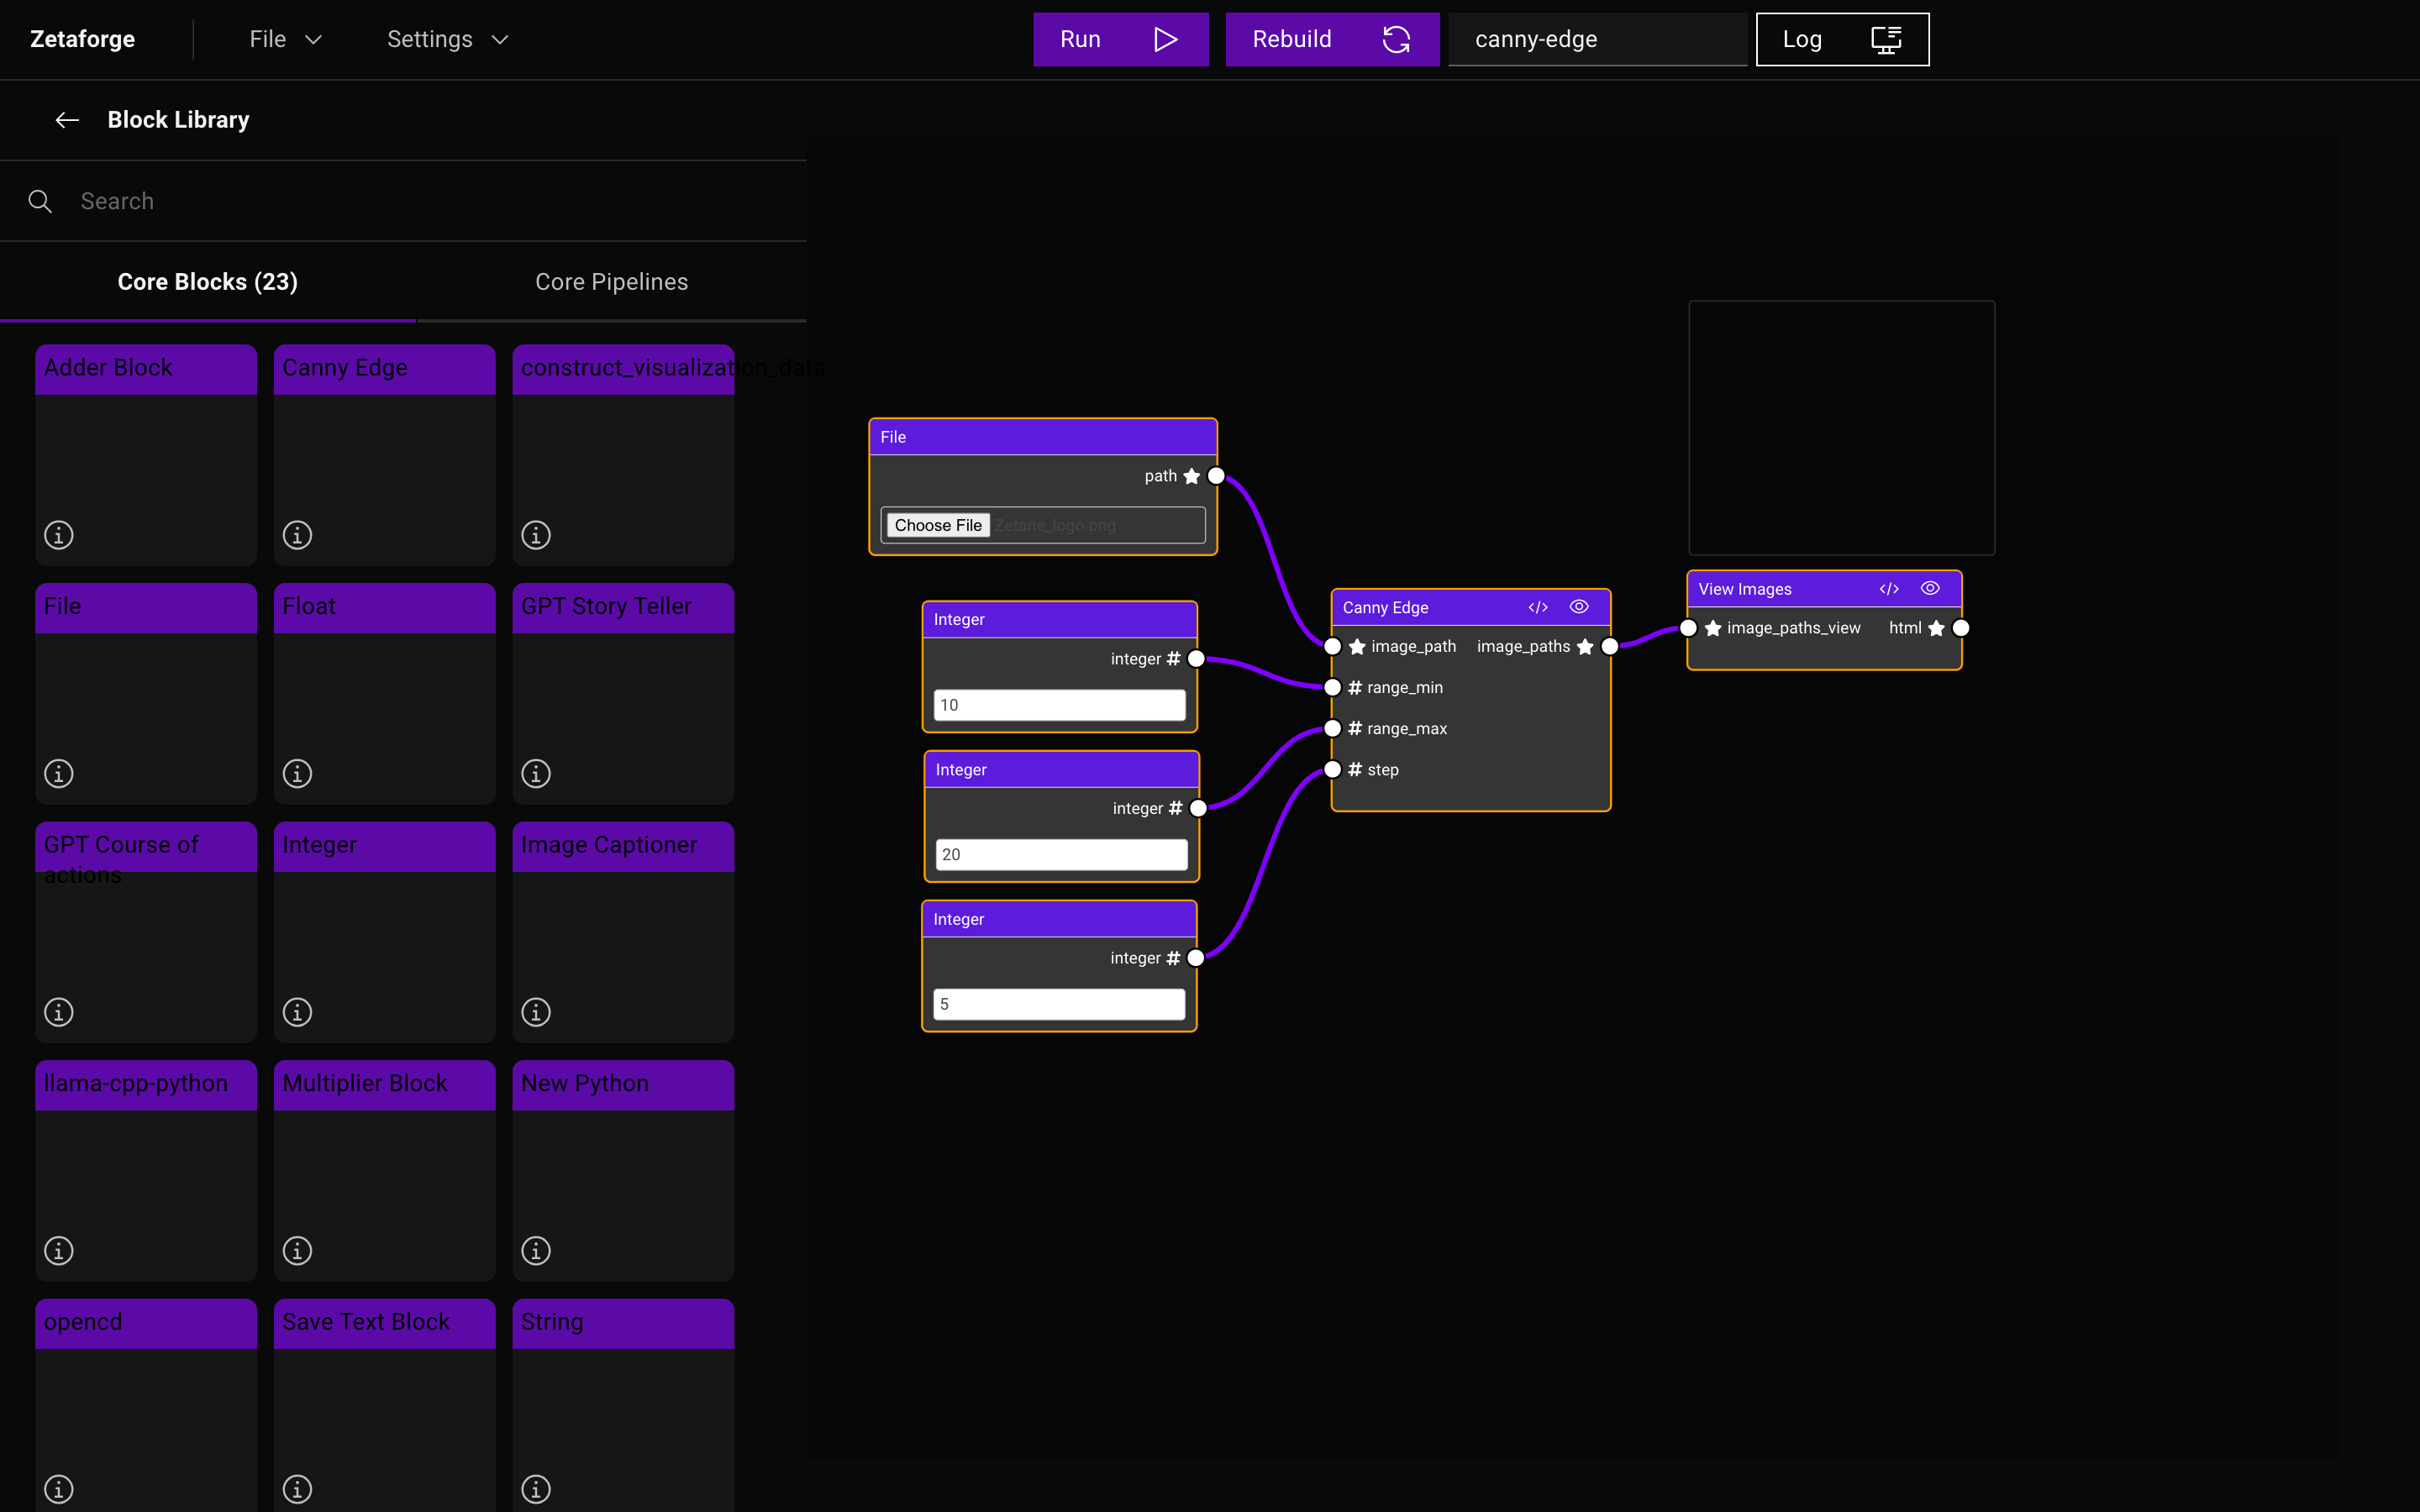 Zetaforge
File
Settings
Run
Rebuild
canny-edge
Log
Block Library
Search
Core Blocks (23)
Core Pipelines
Adder Block
Canny Edge
construct_visualization_data
File
Float
GPT Story Teller
GPT Course of
actions
Integer
Image Captioner
llama-cpp-python
Multiplier Block
New Python
opencd
Save Text Block
String
File
path
Choose File Zetane_logo.png
Integer
integer #
10
Integer
integer #
20
Integer
integer #
5
Canny Edge </>
image_path image_paths
# range_min
# range_max
# step
View Images </>
image_paths_view html